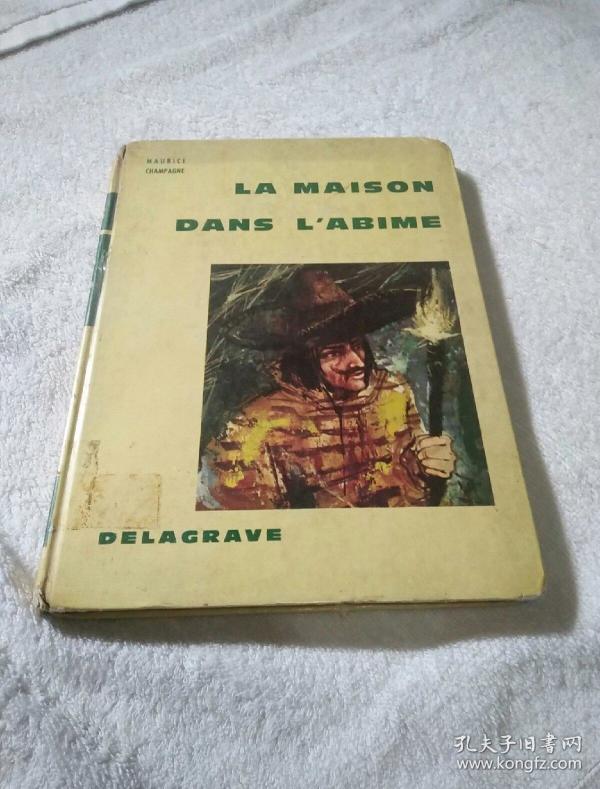 MAURICE
CHAMPAGNE
LA MAISON
DANS L'ABIME
DELAGRAVE
孔夫子旧书网
www.kongfz.com